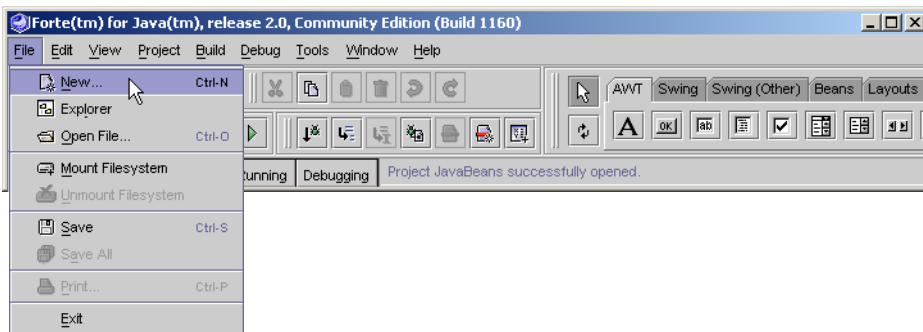 Forte(tm) for Java(tm), release 2.0, Community Edition (Build 1160)
File Edit View Project Build Debug Tools Window Help
New... Ctrl-N
Explorer
Open File... Ctrl-O
Mount Filesystem
Unmount Filesystem
Save Ctrl-S
Save All
Print... Ctrl-P
Exit
AWT Swing Swing (Other) Beans Layouts
A OK ab
Debugging Project JavaBeans successfully opened.